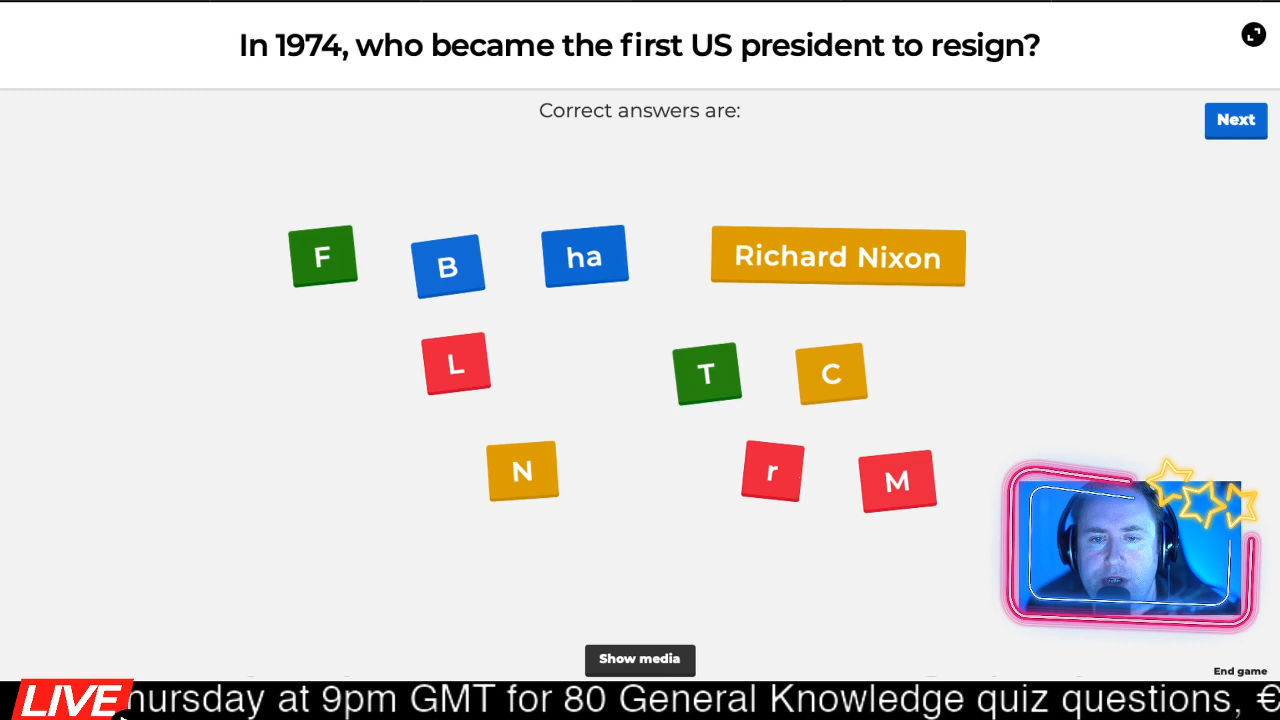 In 1974, who became the first US president to resign?
Correct answers are:
Next
F
B
ha
Richard Nixon
L
T
C
N
r
M
Show media
End game
LIVE
hursday at 9pm GMT for 80 General Knowledge quiz questions, €